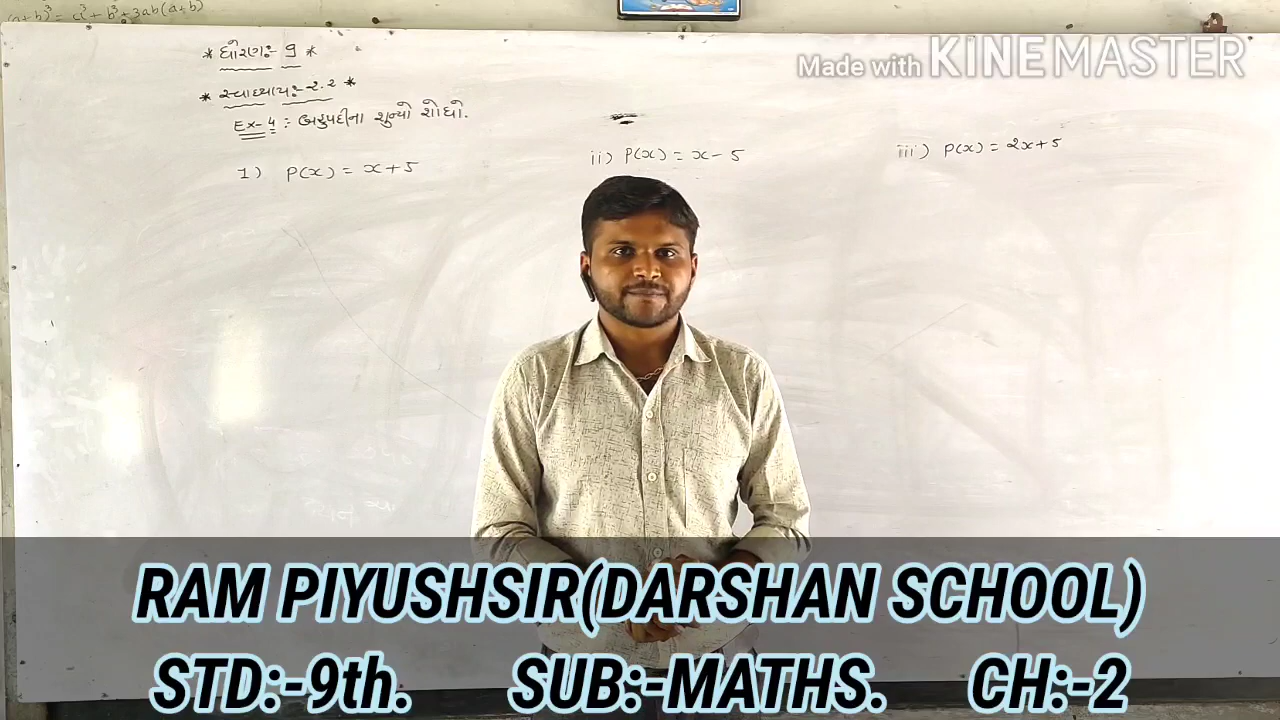 (a+b)³ = a³ + b³ + 3ab(a+b)
Made with KINEMASTER
* ધોરણ:- 9 *
* સ્વાધ્યાય:- 2.2 *
Ex-4 : બહુપદીના શૂન્યો શોધો.
1) P(x) = x+5
ii) P(x) = x-5
iii) P(x) = 2x+5
RAM PIYUSHSIR(DARSHAN SCHOOL)
STD:-9th. SUB:-MATHS. CH:-2